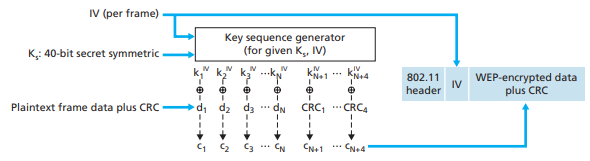 IV (per frame)
Key sequence generator
(for given Ks, IV)
Ks: 40-bit secret symmetric
k1IV k2IV k3IV ···kNIV kN+1IV ··· kN+4IV
802.11
header
IV
WEP-encrypted data
plus CRC
Plaintext frame data plus CRC
d1 d2 d3 ··· dN CRC1 ···CRC4
c1 c2 c3 ··· cN cN+1 ··· cN+4